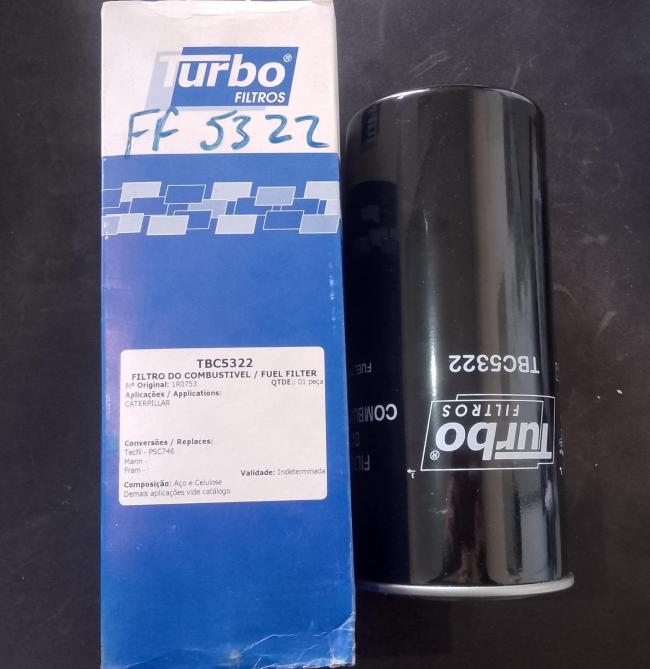 Turbo®
FILTROS
FF 5322
TBC5322
FILTRO DO COMBUSTIVEL / FUEL FILTER
Nº Original: 1R0753 QTDE.: 01 peça
Aplicações / Applications:
CATERPILLAR
Conversões / Replaces:
Tecfil - PSC746
Mann -
Fram -
Validade: Indeterminada
Composição: Aço e Celulose
Demais aplicações vide catálogo
Turbo®
FILTROS
TBC5322